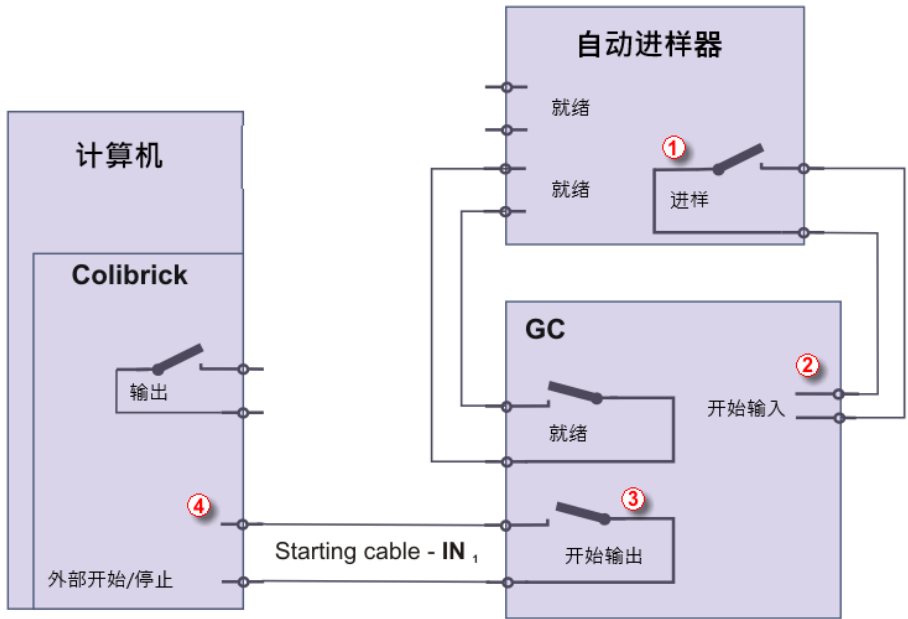 自动进样器
就绪
就绪
①
进样
计算机
Colibrick
输出
④
外部开始/停止
Starting cable - IN ₁
GC
②
开始输入
就绪
③
开始输出